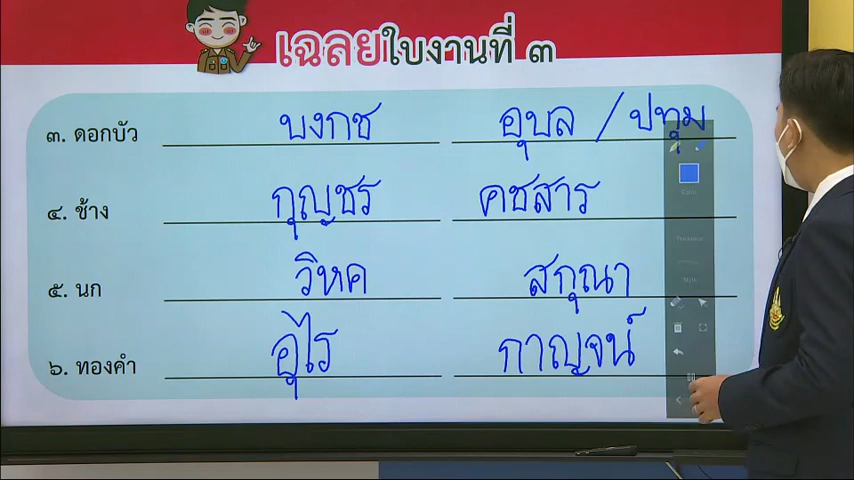 เฉลยใบงานที่ ๓
๓. ดอกบัว บงกช อุบล / ปทุม
๔. ช้าง กุญชร คชสาร
๕. นก วิหค สกุณา
๖. ทองคำ อุไร กาญจน์